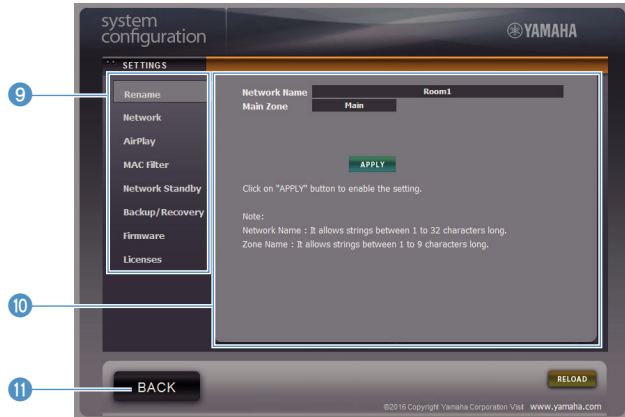 system
configuration
YAMAHA
SETTINGS
9
Rename
Network
AirPlay
MAC Filter
Network Standby
Backup/Recovery
Firmware
Licenses
Network Name Room1
Main Zone Main
APPLY
Click on "APPLY" button to enable the setting.
Note:
Network Name : It allows strings between 1 to 32 characters long.
Zone Name : It allows strings between 1 to 9 characters long.
10
11
BACK
RELOAD
©2016 Copyright Yamaha Corporation Visit www.yamaha.com